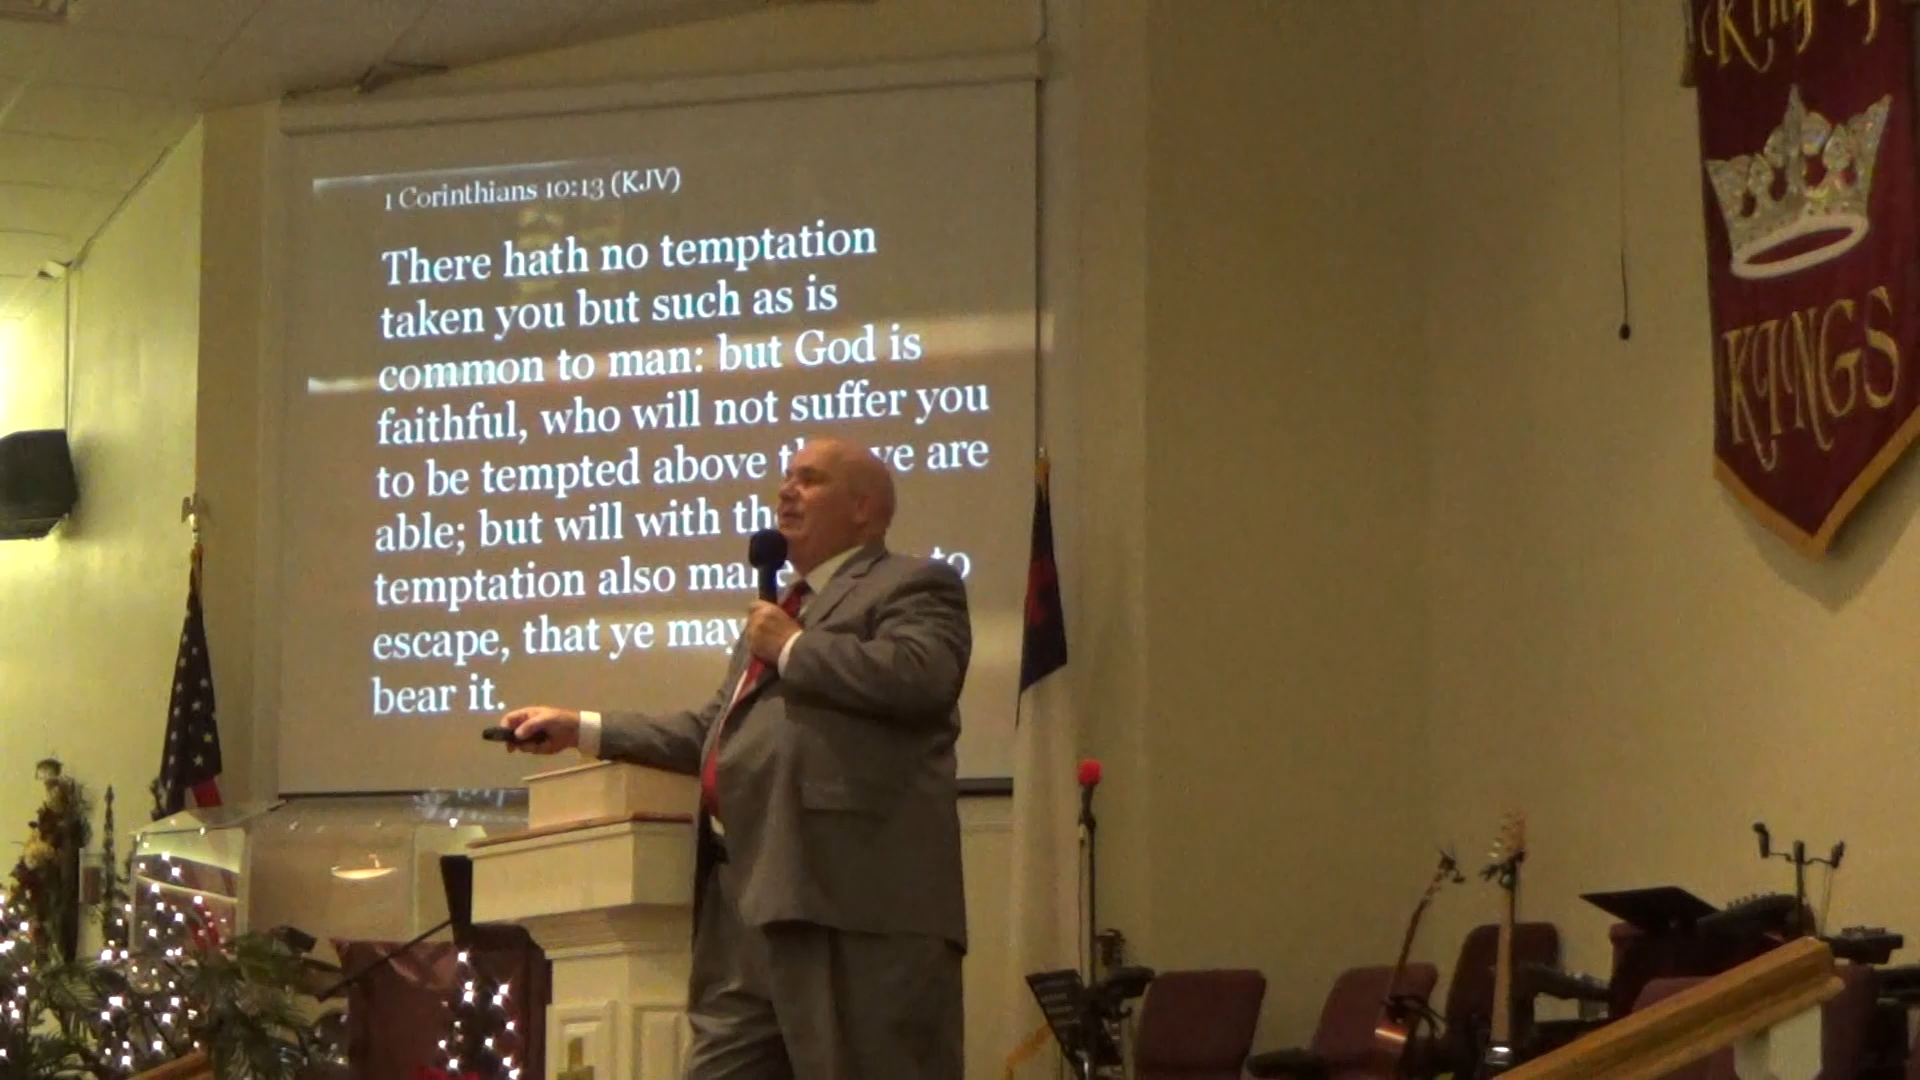 1 Corinthians 10:13 (KJV)
There hath no temptation
taken you but such as is
common to man: but God is
faithful, who will not suffer you
to be tempted above are
able; but will with
temptation also to
escape, that ye may
bear it.
KINGS